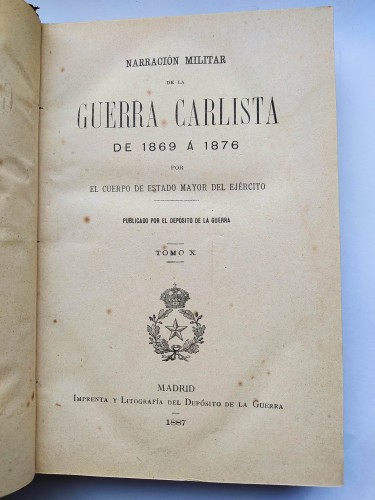 NARRACIÓN MILITAR
DE LA
GUERRA CARLISTA
DE 1869 Á 1876
POR
EL CUERPO DE ESTADO MAYOR DEL EJÉRCITO
PUBLICADO POR EL DEPÓSITO DE LA GUERRA
TOMO X
MADRID
IMPRENTA Y LITOGRAFÍA DEL DEPÓSITO DE LA GUERRA
1887